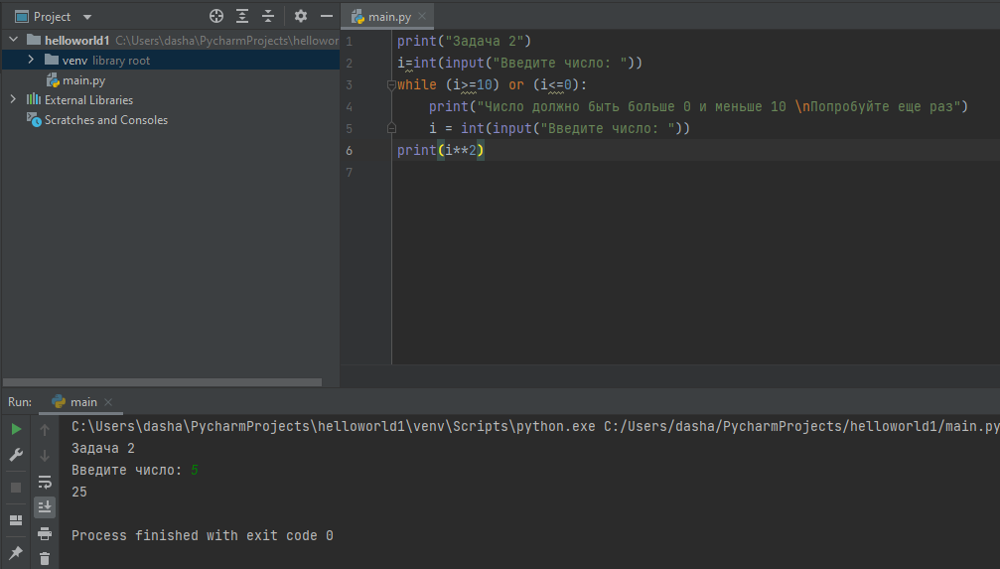 Project
main.py
helloworld1 C:\Users\dasha\PycharmProjects\hellowor
venv library root
main.py
External Libraries
Scratches and Consoles
1 print("Задача 2")
2 i=int(input("Введите число: "))
3 while (i>=10) or (i<=0):
4 print("Число должно быть больше 0 и меньше 10 \nПопробуйте еще раз")
5 i = int(input("Введите число: "))
6 print(i**2)
7
Run: main
C:\Users\dasha\PycharmProjects\helloworld1\venv\Scripts\python.exe C:/Users/dasha/PycharmProjects/helloworld1/main.py
Задача 2
Введите число: 5
25
Process finished with exit code 0